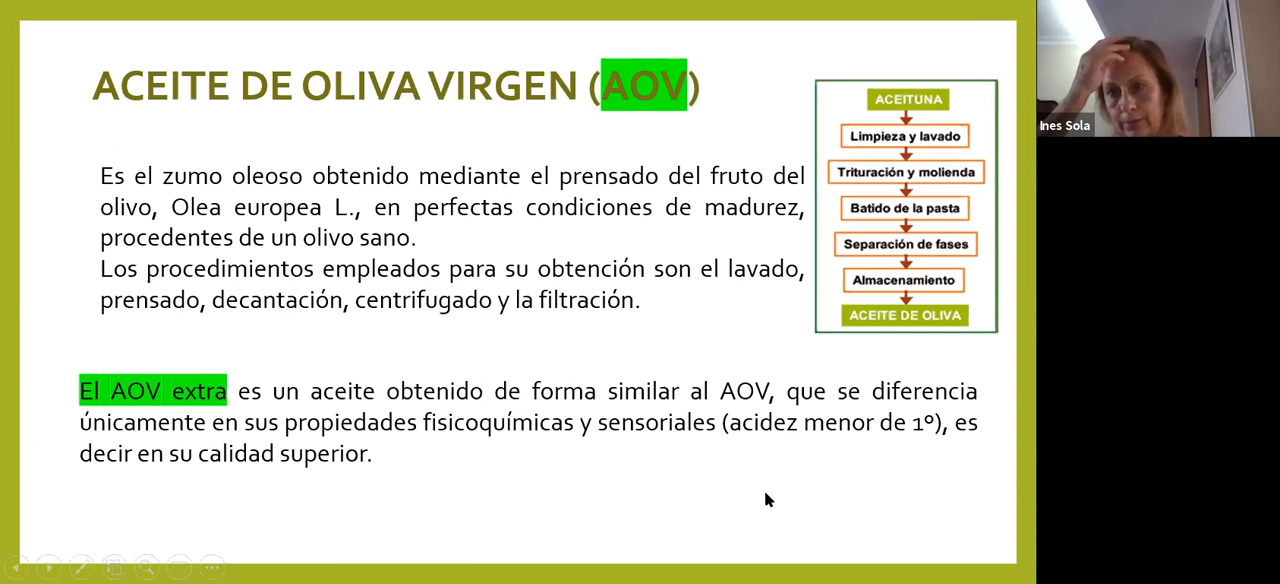 ACEITE DE OLIVA VIRGEN (AOV)
Es el zumo oleoso obtenido mediante el prensado del fruto del
olivo, Olea europea L., en perfectas condiciones de madurez,
procedentes de un olivo sano.
Los procedimientos empleados para su obtención son el lavado,
prensado, decantación, centrifugado y la filtración.
ACEITUNA
Limpieza y lavado
Trituración y molienda
Batido de la pasta
Separación de fases
Almacenamiento
ACEITE DE OLIVA
El AOV extra es un aceite obtenido de forma similar al AOV, que se diferencia
únicamente en sus propiedades fisicoquímicas y sensoriales (acidez menor de 1º), es
decir en su calidad superior.
Ines Sola